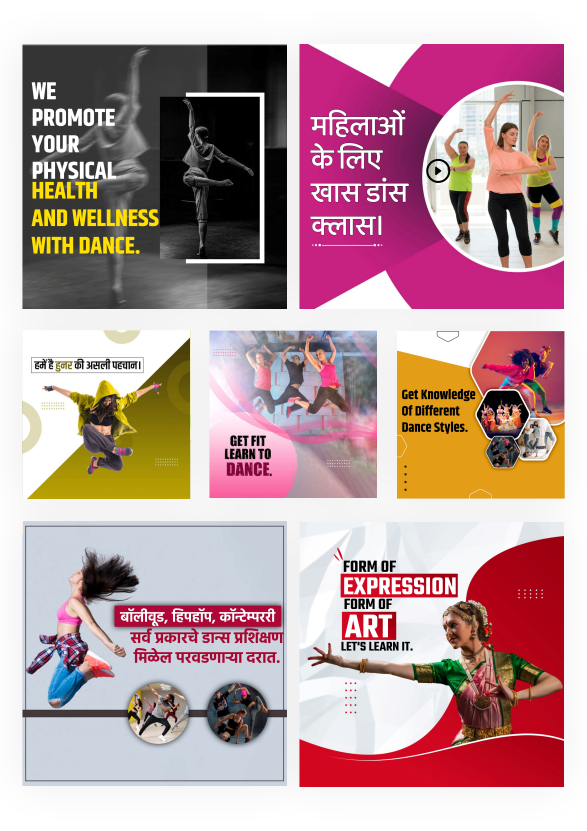 WE
PROMOTE
YOUR
PHYSICAL
HEALTH
AND WELLNESS
WITH DANCE.
महिलाओं
के लिए
खास डांस
क्लास।
हमें है हुनर की असली पहचान।
GET FIT
LEARN TO
DANCE.
Get Knowledge
Of Different
Dance Styles.
बॉलीवूड, हिपहॉप, कॉन्टेम्पररी
सर्व प्रकारचे डान्स प्रशिक्षण
मिळेल परवडणाऱ्या दरात.
FORM OF
EXPRESSION
FORM OF
ART
LET'S LEARN IT.